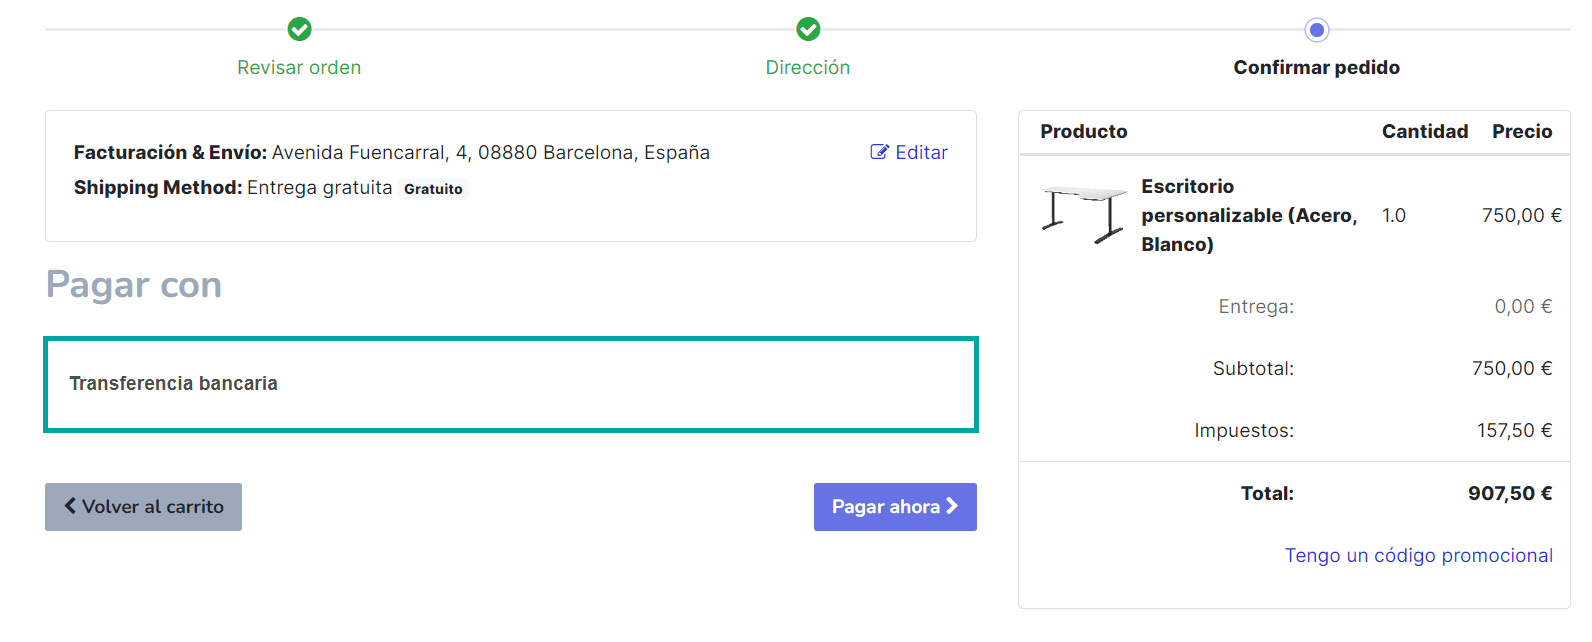 Revisar orden
Dirección
Confirmar pedido
Facturación & Envío: Avenida Fuencarral, 4, 08880 Barcelona, España
Editar
Shipping Method: Entrega gratuita Gratuito
Pagar con
Transferencia bancaria
Volver al carrito
Pagar ahora
Producto Cantidad Precio
Escritorio
personalizable (Acero, 1.0 750,00 €
Blanco)
Entrega: 0,00 €
Subtotal: 750,00 €
Impuestos: 157,50 €
Total: 907,50 €
Tengo un código promocional